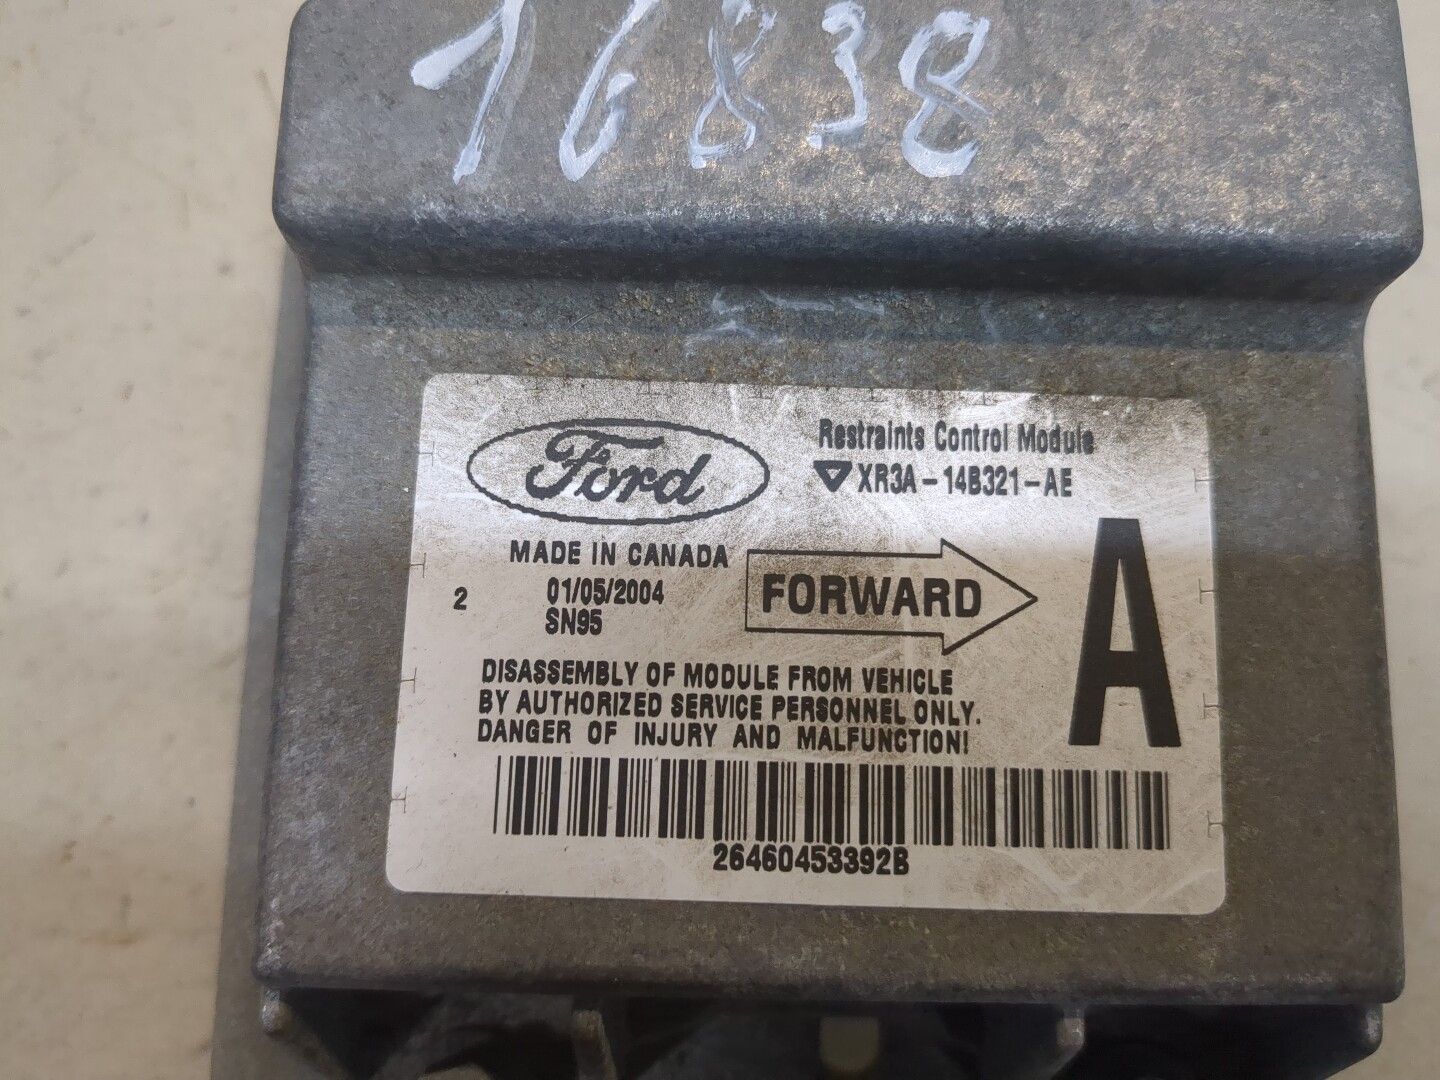 16838
Ford
Restraints Control Module
XR3A-14B321-AE
MADE IN CANADA
2 01/05/2004
SN95
FORWARD
A
DISASSEMBLY OF MODULE FROM VEHICLE
BY AUTHORIZED SERVICE PERSONNEL ONLY.
DANGER OF INJURY AND MALFUNCTION!
26460453392B